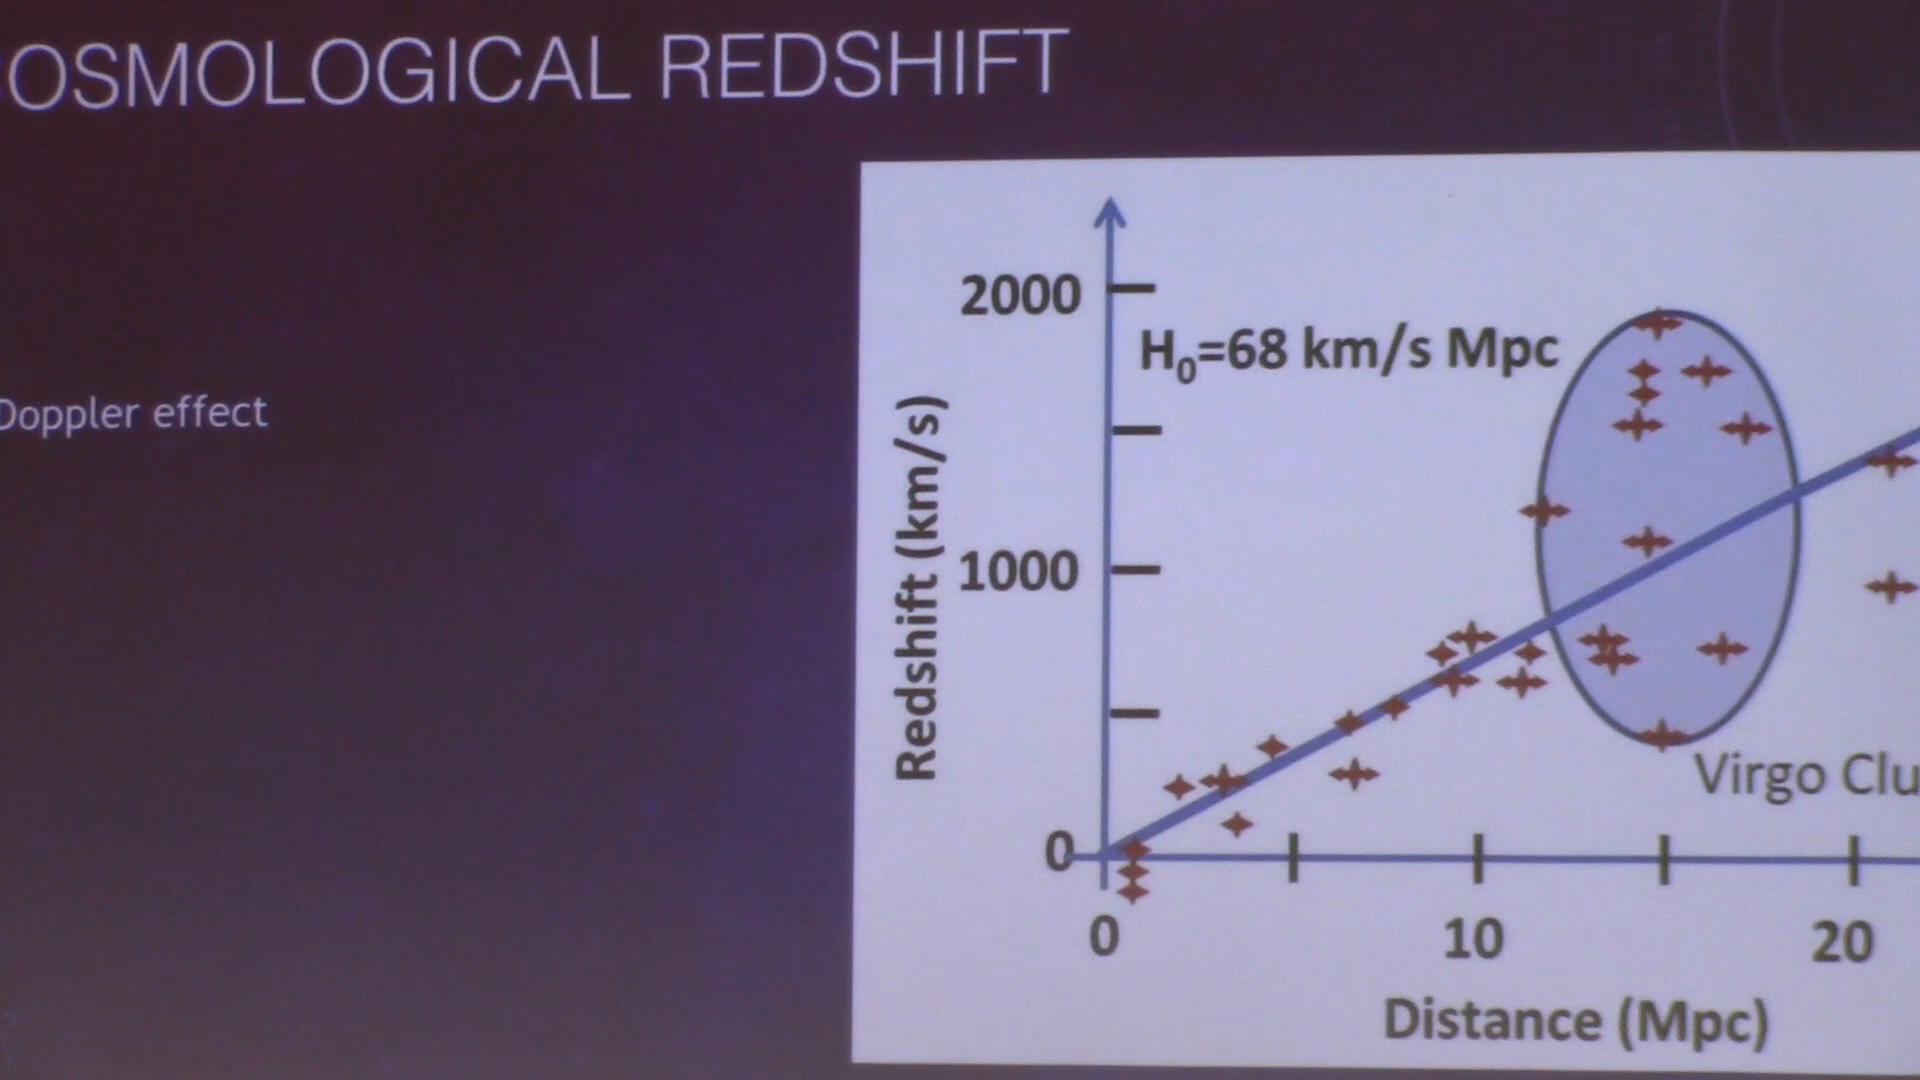 OSMOLOGICAL REDSHIFT
Doppler effect
2000
H₀=68 km/s Mpc
Redshift (km/s)
1000
Virgo Clu
0
0
10
20
Distance (Mpc)